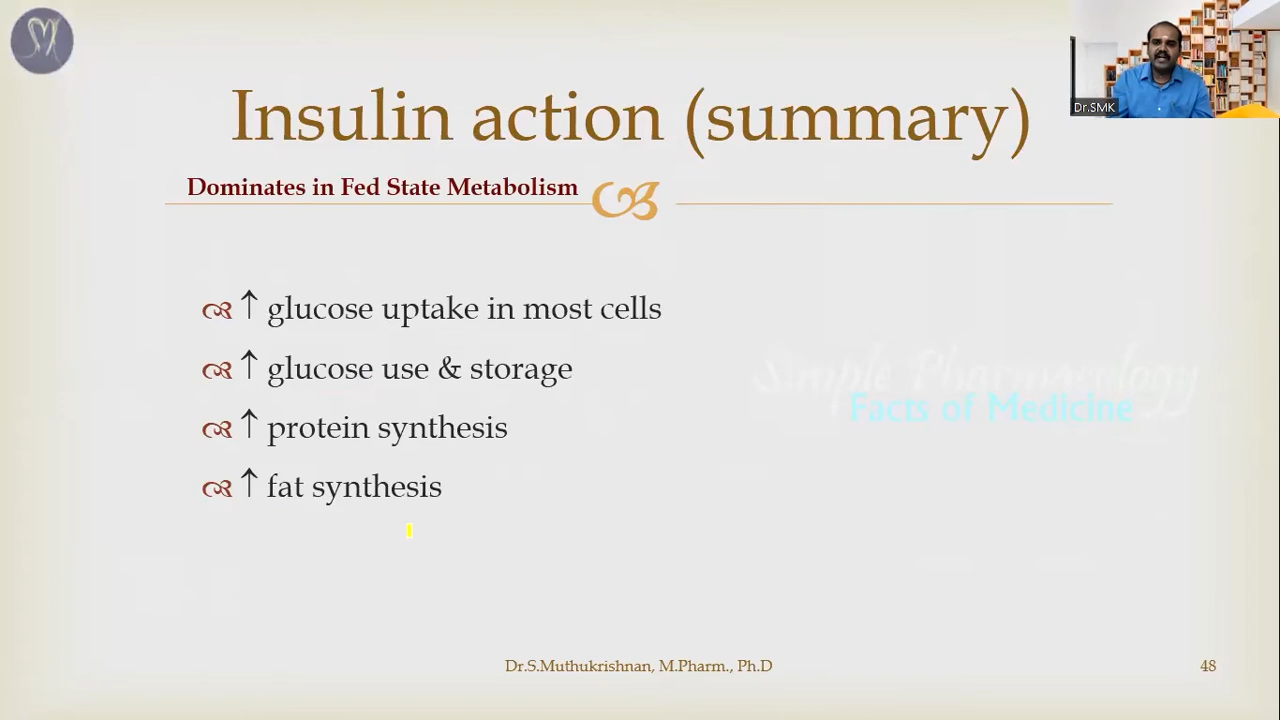 Dr.SMK
Insulin action (summary)
Dominates in Fed State Metabolism
↑ glucose uptake in most cells
↑ glucose use & storage
↑ protein synthesis
↑ fat synthesis
Simple Pharmacology
Facts of Medicine
Dr.S.Muthukrishnan, M.Pharm., Ph.D
48